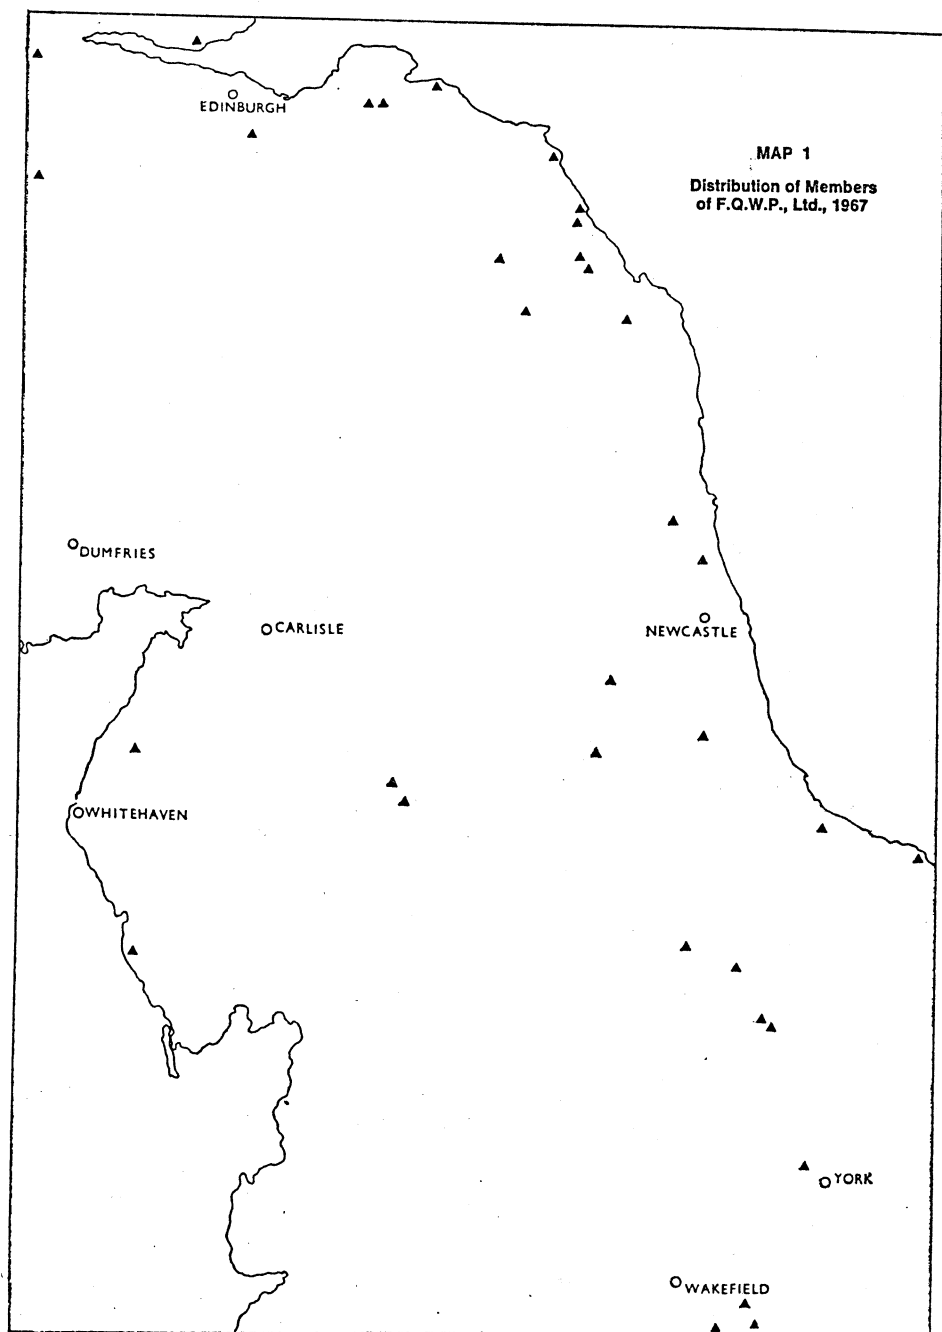 EDINBURGH
MAP 1
Distribution of Members
of F.Q.W.P., Ltd., 1967
DUMFRIES
CARLISLE
NEWCASTLE
WHITEHAVEN
YORK
WAKEFIELD